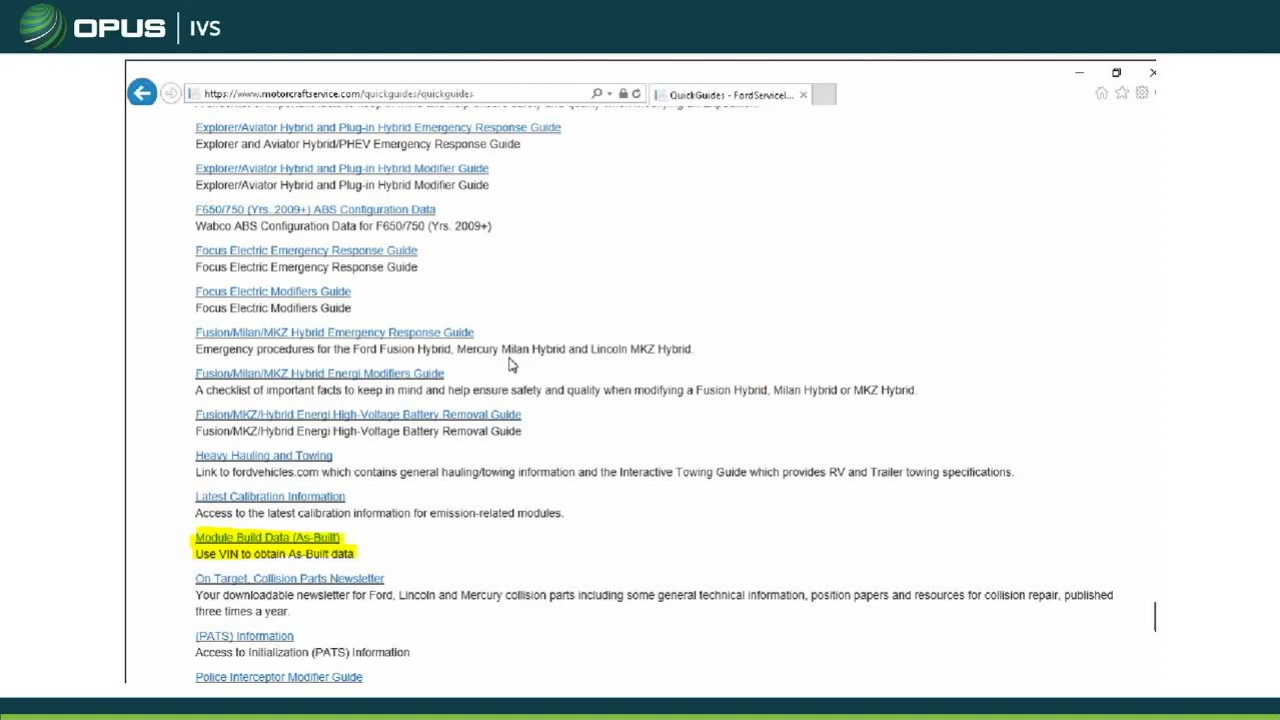 OPUS | IVS
https://www.motorcraftservice.com/quickguides/quickguides
QuickGuides - FordServiceI...
Explorer/Aviator Hybrid and Plug-in Hybrid Emergency Response Guide
Explorer and Aviator Hybrid/PHEV Emergency Response Guide
Explorer/Aviator Hybrid and Plug-in Hybrid Modifier Guide
Explorer/Aviator Hybrid and Plug-in Hybrid Modifier Guide
F650/750 (Yrs. 2009+) ABS Configuration Data
Wabco ABS Configuration Data for F650/750 (Yrs. 2009+)
Focus Electric Emergency Response Guide
Focus Electric Emergency Response Guide
Focus Electric Modifiers Guide
Focus Electric Modifiers Guide
Fusion/Milan/MKZ Hybrid Emergency Response Guide
Emergency procedures for the Ford Fusion Hybrid, Mercury Milan Hybrid and Lincoln MKZ Hybrid.
Fusion/Milan/MKZ Hybrid Energi Modifiers Guide
A checklist of important facts to keep in mind and help ensure safety and quality when modifying a Fusion Hybrid, Milan Hybrid or MKZ Hybrid.
Fusion/MKZ/Hybrid Energi High-Voltage Battery Removal Guide
Fusion/MKZ/Hybrid Energi High-Voltage Battery Removal Guide
Heavy Hauling and Towing
Link to fordvehicles.com which contains general hauling/towing information and the Interactive Towing Guide which provides RV and Trailer towing specifications.
Latest Calibration Information
Access to the latest calibration information for emission-related modules.
Module Build Data (As-Built)
Use VIN to obtain As-Built data
On Target, Collision Parts Newsletter
Your downloadable newsletter for Ford, Lincoln and Mercury collision parts including some general technical information, position papers and resources for collision repair, published
three times a year.
(PATS) Information
Access to Initialization (PATS) Information
Police Interceptor Modifier Guide